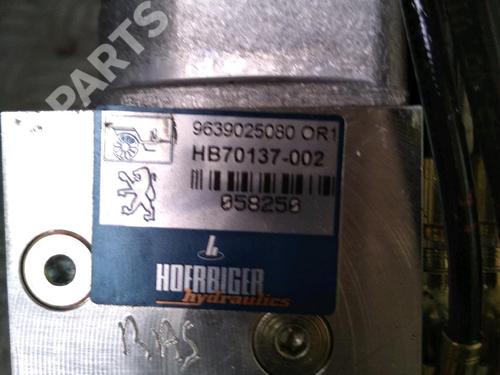 PARTS
9639025080 OR1
HB70137-002
058250
h
HOERBIGER
hydraulics